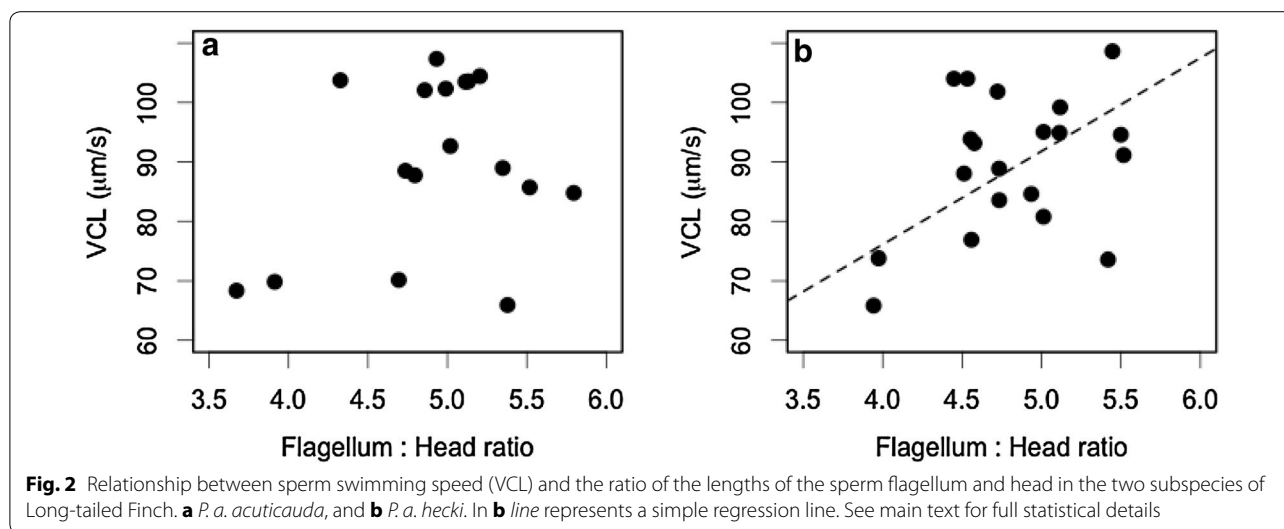 a
b
VCL (μm/s)
100
90
80
70
60
3.5 4.0 4.5 5.0 5.5 6.0
Flagellum : Head ratio
VCL (μm/s)
100
90
80
70
60
3.5 4.0 4.5 5.0 5.5 6.0
Flagellum : Head ratio
Fig. 2 Relationship between sperm swimming speed (VCL) and the ratio of the lengths of the sperm flagellum and head in the two subspecies of
Long-tailed Finch. a P. a. acuticauda, and b P. a. hecki. In b line represents a simple regression line. See main text for full statistical details